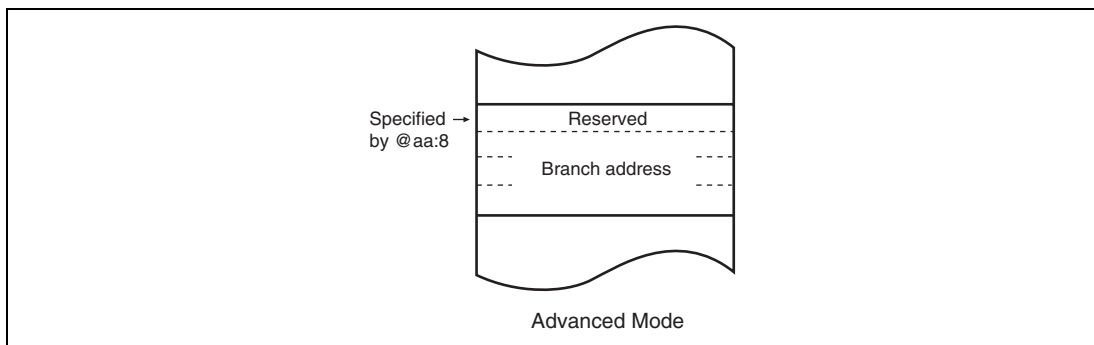 Specified → Reserved
by @aa:8
Branch address
Advanced Mode